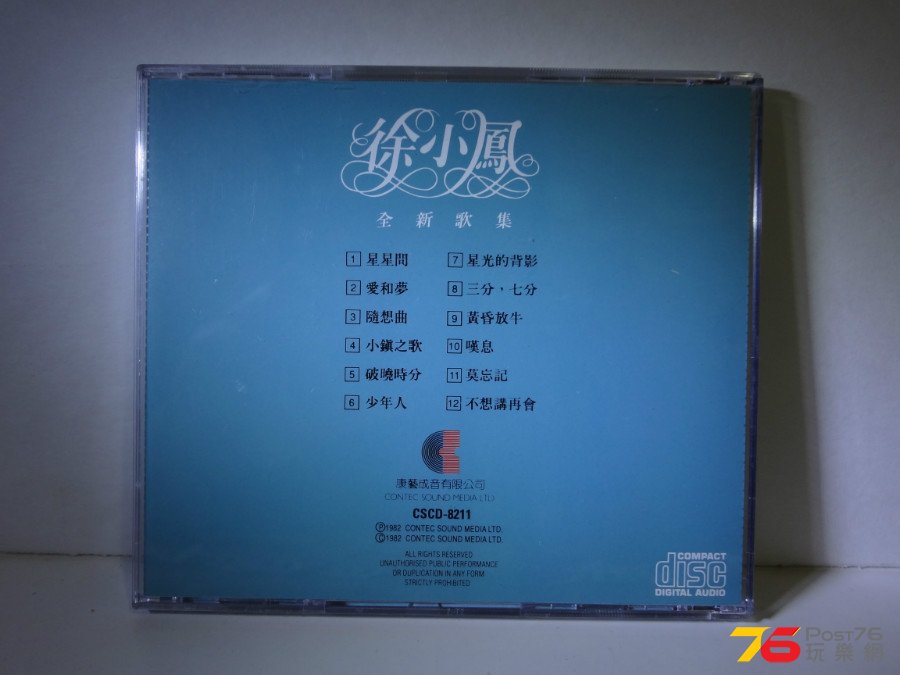 徐小鳳
全新歌集
1 星星問
2 愛和夢
3 隨想曲
4 小鎮之歌
5 破曉時分
6 少年人
7 星光的背影
8 三分,七分
9 黃昏放牛
10 嘆息
11 莫忘記
12 不想講再會
康藝成音有限公司
CONTEC SOUND MEDIA LTD
CSCD-8211
Ⓟ1982 CONTEC SOUND MEDIA LTD.
©1982 CONTEC SOUND MEDIA LTD.
ALL RIGHTS RESERVED
UNAUTHORISED PUBLIC PERFORMANCE
OR DUPLICATION IN ANY FORM
STRICTLY PROHIBITED
COMPACT
disc
DIGITAL AUDIO
76 Post76
玩樂網